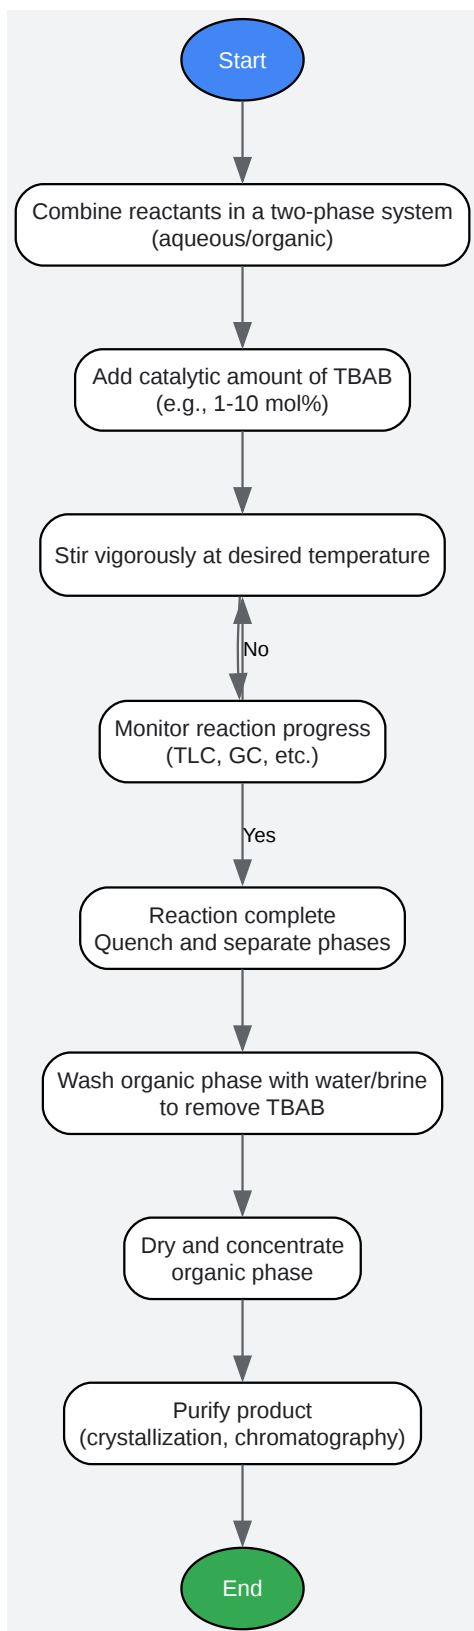 Start
Combine reactants in a two-phase system
(aqueous/organic)
Add catalytic amount of TBAB
(e.g., 1-10 mol%)
Stir vigorously at desired temperature
No
Monitor reaction progress
(TLC, GC, etc.)
Yes
Reaction complete
Quench and separate phases
Wash organic phase with water/brine
to remove TBAB
Dry and concentrate
organic phase
Purify product
(crystallization, chromatography)
End